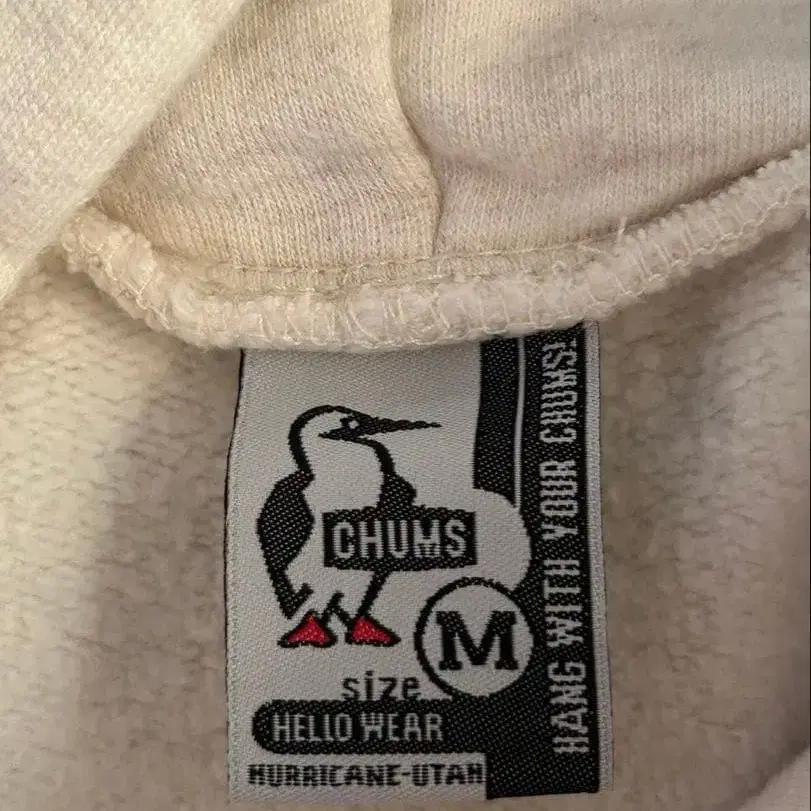 CHUMS
M
size
HELLO WEAR
HURRICANE-UTAH
HANG WITH YOUR CHUMS!